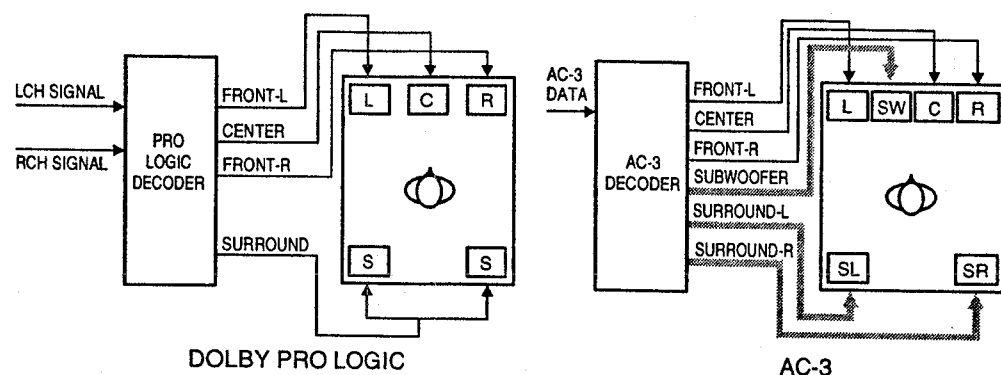 LCH SIGNAL
RCH SIGNAL
PRO
LOGIC
DECODER
FRONT-L
CENTER
FRONT-R
SURROUND
L C R
S S
DOLBY PRO LOGIC
AC-3
DATA
AC-3
DECODER
FRONT-L
CENTER
FRONT-R
SUBWOOFER
SURROUND-L
SURROUND-R
L SW C R
SL SR
AC-3